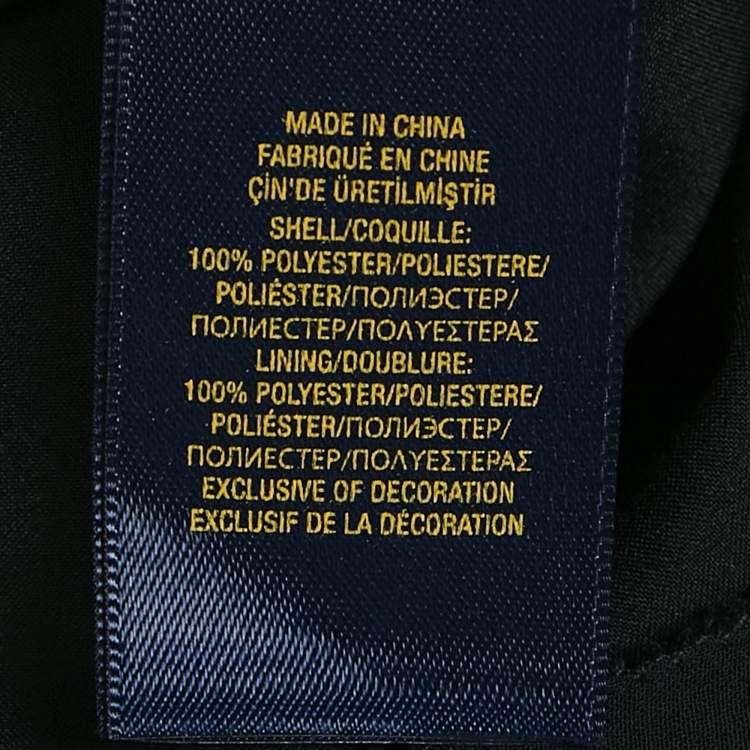 MADE IN CHINA
FABRIQUÉ EN CHINE
ÇİN'DE ÜRETİLMİŞTİR
SHELL/COQUILLE:
100% POLYESTER/POLIESTERE/
POLIÉSTER/ПОЛИЭСТЕР/
ПОЛИЕСТЕР/ΠΟΛΥΕΣΤΕΡΑΣ
LINING/DOUBLURE:
100% POLYESTER/POLIESTERE/
POLIÉSTER/ПОЛИЭСТЕР/
ПОЛИЕСТЕР/ΠΟΛΥΕΣΤΕΡΑΣ
EXCLUSIVE OF DECORATION
EXCLUSIF DE LA DÉCORATION